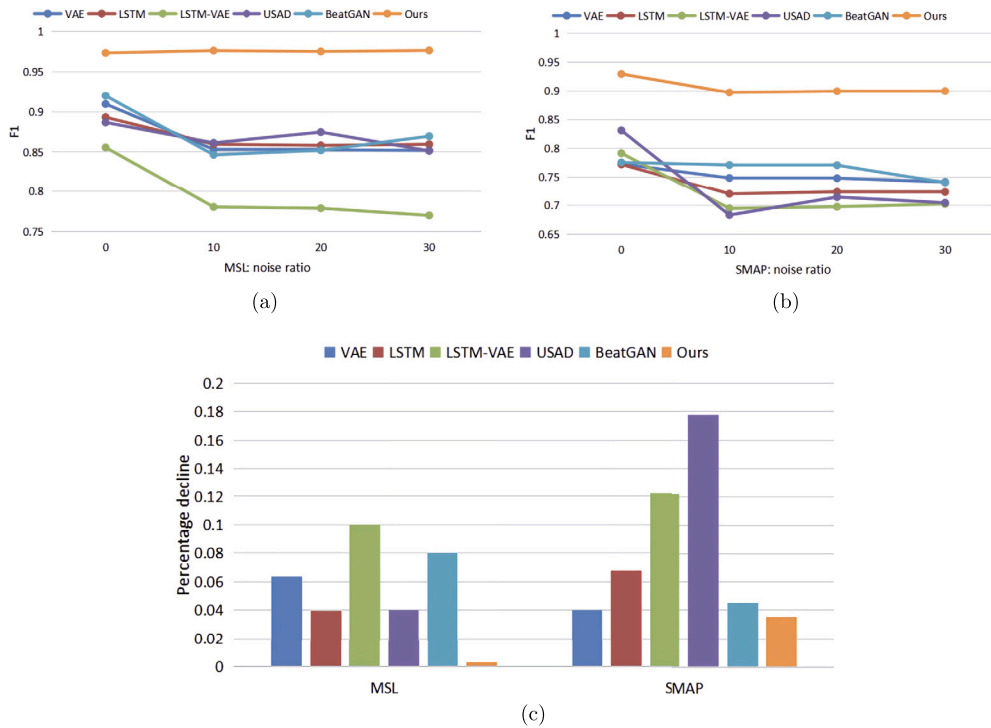 VAE LSTM LSTM-VAE USAD BeatGAN Ours
1
0.95
0.9
0.85
0.8
0.75
F1
0 10 20 30
MSL: noise ratio
(a)
VAE LSTM LSTM-VAE USAD BeatGAN Ours
1
0.95
0.9
0.85
0.8
0.75
0.7
0.65
F1
0 10 20 30
SMAP: noise ratio
(b)
VAE LSTM LSTM-VAE USAD BeatGAN Ours
0.2
0.18
0.16
0.14
0.12
0.1
0.08
0.06
0.04
0.02
0
Percentage decline
MSL SMAP
(c)